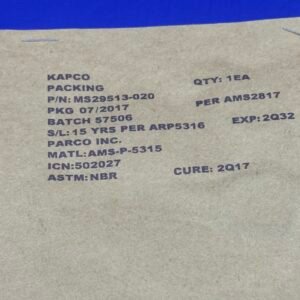 KAPCO
PACKING QTY: 1EA
P/N: MS29513-020
PKG 07/2017 PER AMS2817
BATCH 57506
S/L: 15 YRS PER ARP5316 EXP: 2Q32
PARCO INC.
MATL: AMS-P-5315
ICN: 502027
ASTM: NBR CURE: 2Q17